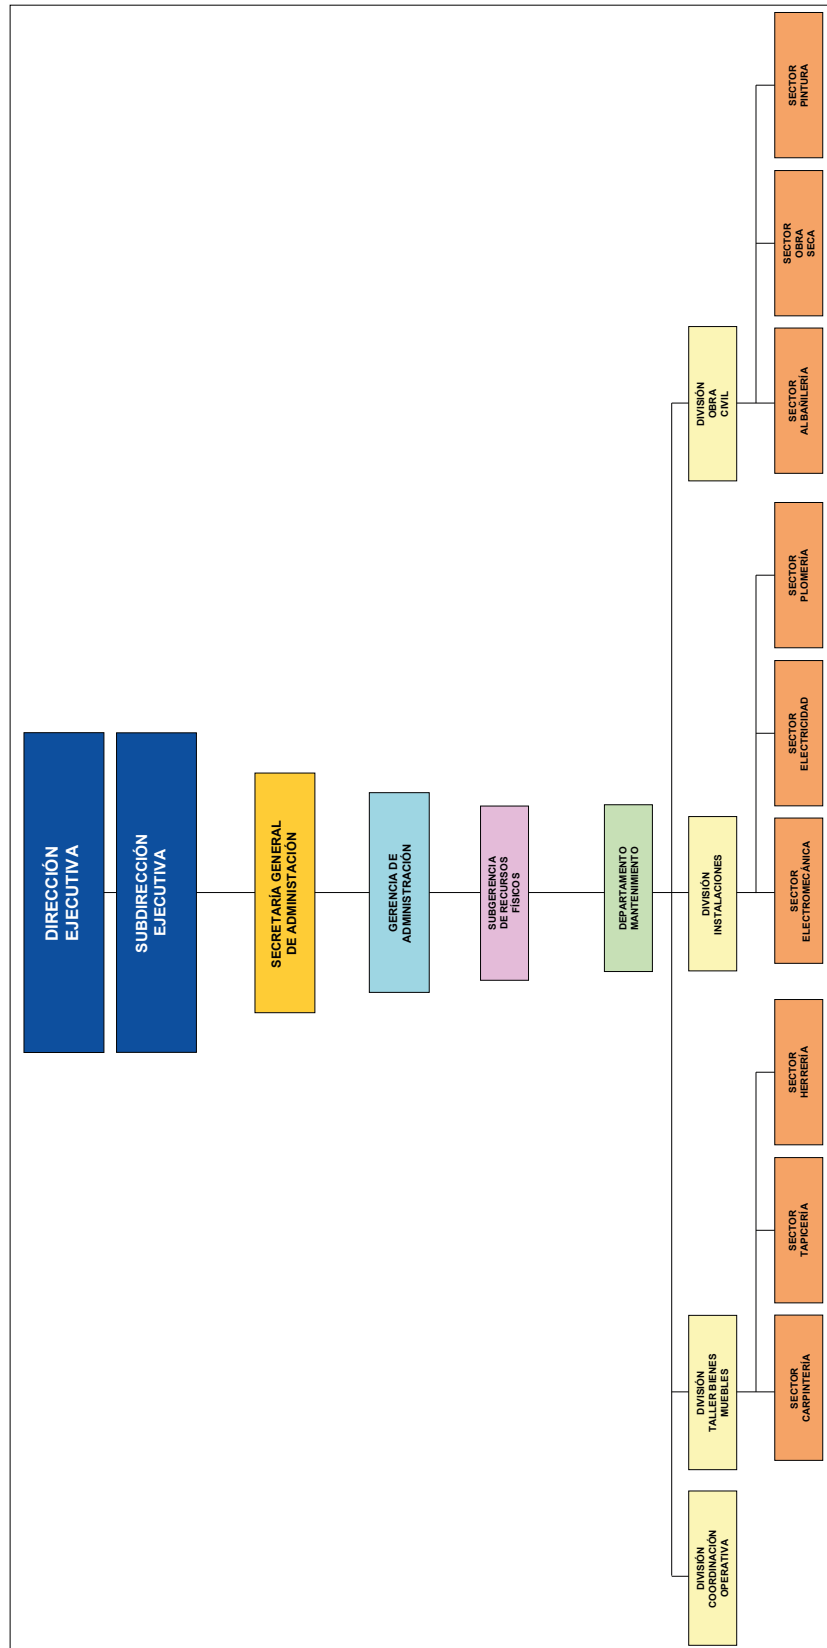 DIRECCIÓN
EJECUTIVA
SUBDIRECCIÓN
EJECUTIVA
SECRETARÍA GENERAL
DE ADMINISTACIÓN
GERENCIA DE
ADMINISTRACIÓN
SUBGERENCIA
DE RECURSOS
FÍSICOS
DEPARTAMENTO
MANTENIMIENTO
DIVISIÓN
COORDINACIÓN
OPERATIVA
DIVISIÓN
TALLER BIENES
MUEBLES
DIVISIÓN
INSTALACIONES
DIVISIÓN
OBRA
CIVIL
SECTOR
CARPINTERÍA
SECTOR
TAPICERÍA
SECTOR
HERRERÍA
SECTOR
ELECTROMECÁNICA
SECTOR
ELECTRICIDAD
SECTOR
PLOMERÍA
SECTOR
ALBAÑILERÍA
SECTOR
OBRA
SECA
SECTOR
PINTURA